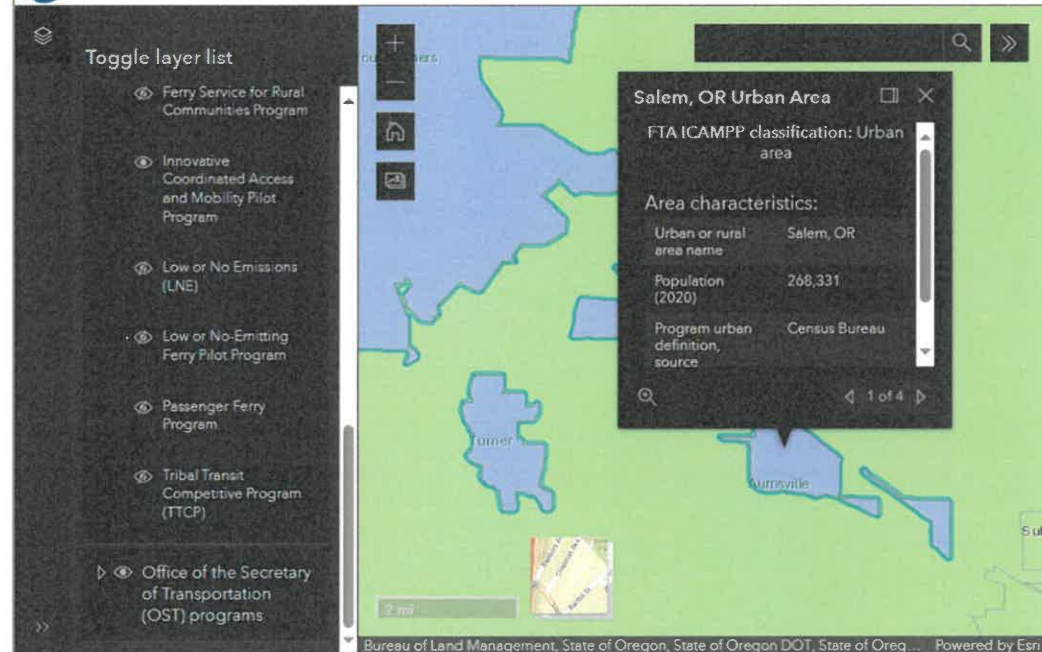 Toggle layer list
Ferry Service for Rural
Communities Program
Innovative
Coordinated Access
and Mobility Pilot
Program
Low or No Emissions
(LNE)
Low or No-Emitting
Ferry Pilot Program
Passenger Ferry
Program
Tribal Transit
Competitive Program
(TTCP)
Office of the Secretary
of Transportation
(OST) programs
Salem, OR Urban Area
FTA ICAMPP classification: Urban
area
Area characteristics:
Urban or rural
area name
Salem, OR
Population
(2020)
268,331
Program urban
definition,
source
Census Bureau
1 of 4
Turner
Aumsville
2 mi
Bureau of Land Management, State of Oregon, State of Oregon DOT, State of Oreg...
Powered by Esri